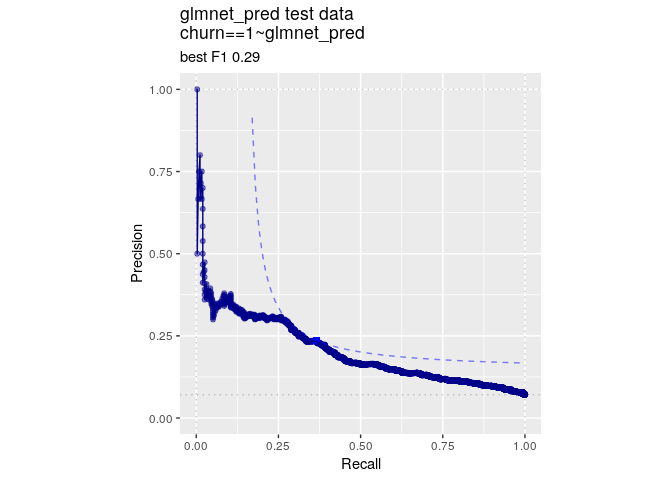 glmnet_pred test data
churn==1~glmnet_pred
best F1 0.29
1.00
0.75
0.50
0.25
0.00
Precision
0.00 0.25 0.50 0.75 1.00
Recall